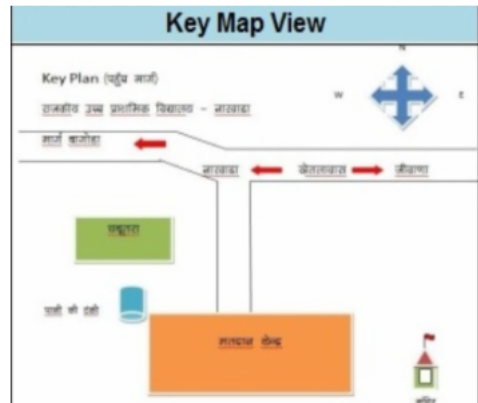 Key Map View
N
Key Plan (पहुँच मार्ग)
W E
राजकीय उच्च प्राथमिक विद्यालय - नारवाडा
मार्ग बागोडा
नारवाडा खेतलावास जीवाणा
चबूतरा
पानी की टंकी
मतदान केन्द्र
मंदिर